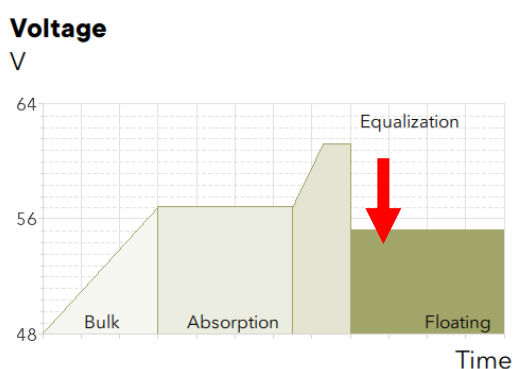 Voltage
V
64
Equalization
56
Bulk Absorption Floating
48
Time